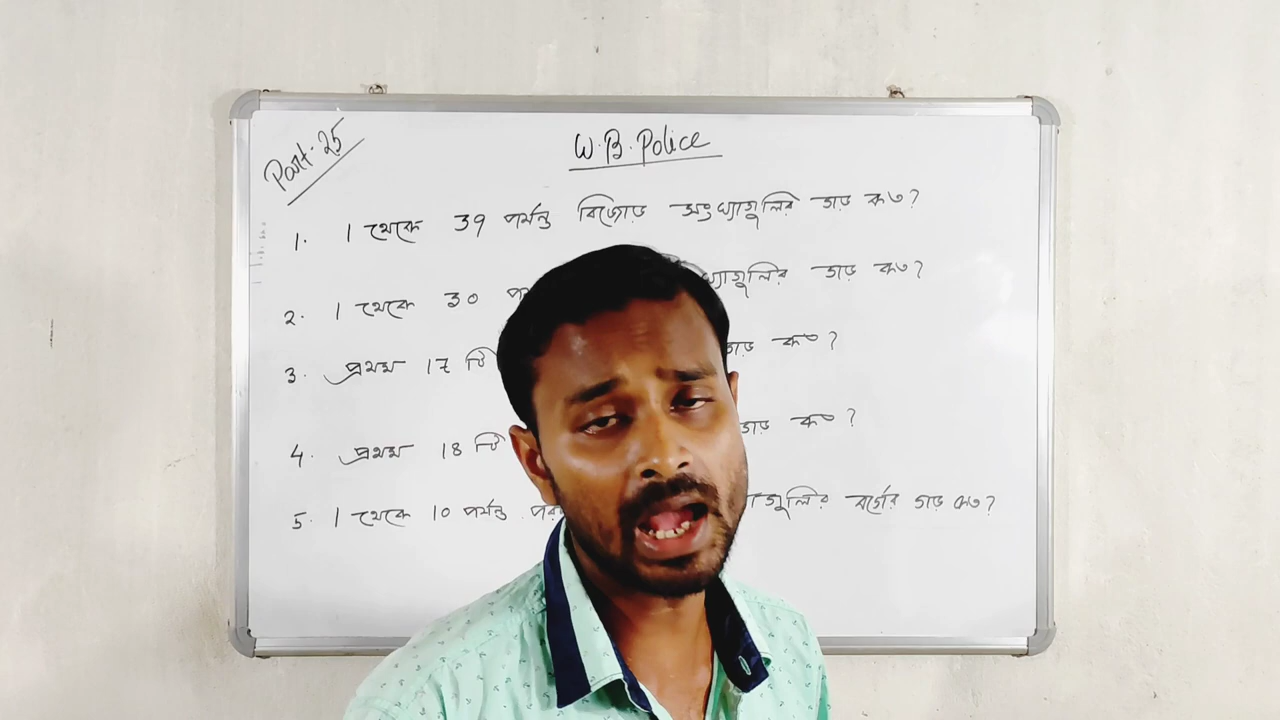 Part-25
W.B.Police
1. 1 থেকে 39 পর্যন্ত বিজোড় সংখ্যাগুলির গড় কত?
2. 1 থেকে 30 গুলির গড় কত?
3. প্রথম 17 টি গড় কত?
4. প্রথম 18 টি গড় কত?
5. 1 থেকে 10 পর্যন্ত গুলির বর্গের গড় কত?